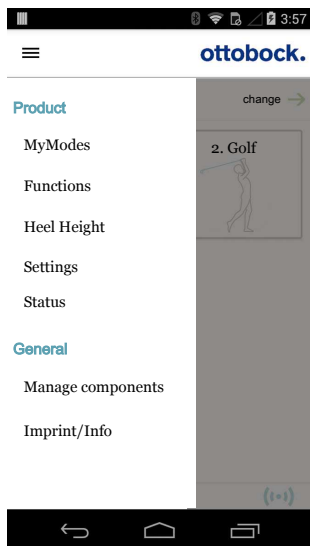 3:57
ottobock.
Product
change
MyModes
2. Golf
Functions
Heel Height
Settings
Status
General
Manage components
Imprint/Info